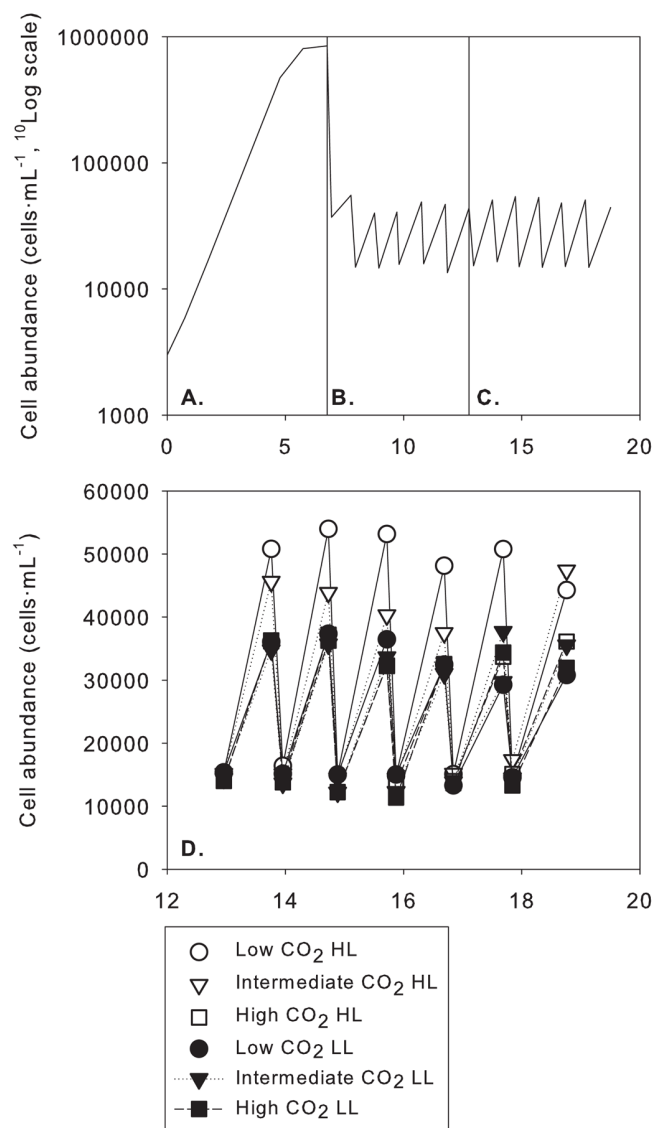 Cell abundance (cells·mL⁻¹, ¹⁰Log scale)
1000000
100000
10000
1000
A.
B.
C.
0
5
10
15
20
Cell abundance (cells·mL⁻¹)
60000
50000
40000
30000
20000
10000
0
D.
12
14
16
18
20
Low CO₂ HL
Intermediate CO₂ HL
High CO₂ HL
Low CO₂ LL
Intermediate CO₂ LL
High CO₂ LL